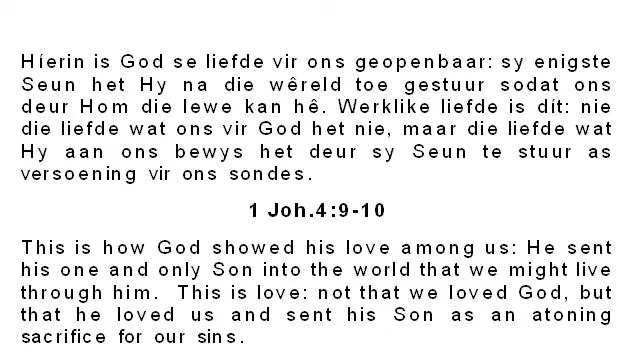 Híerin is God se liefde vir ons geopenbaar: sy enigste
Seun het Hy na die wêreld toe gestuur sodat ons
deur Hom die lewe kan hê. Werklike liefde is dít: nie
die liefde wat ons vir God het nie, maar die liefde wat
Hy aan ons bewys het deur sy Seun te stuur as
versoening vir ons sondes.
1 Joh.4:9-10
This is how God showed his love among us: He sent
his one and only Son into the world that we might live
through him.  This is love: not that we loved God, but
that he loved us and sent his Son as an atoning
sacrifice for our sins.